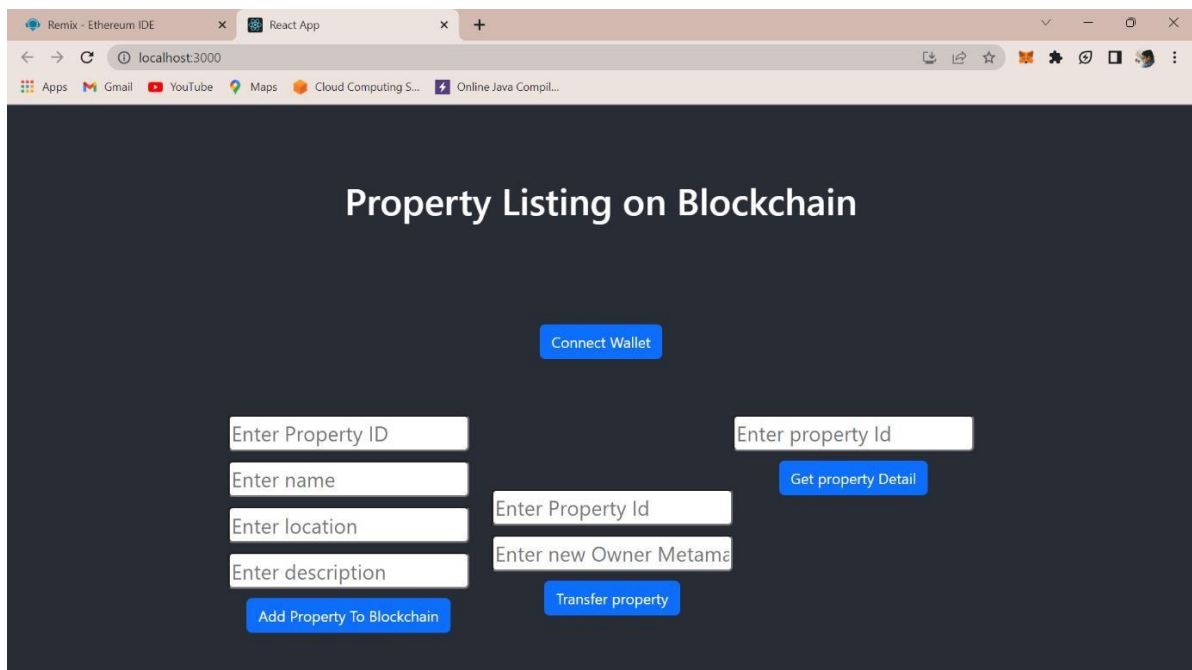 Remix - Ethereum IDE
React App
localhost:3000
Apps
Gmail
YouTube
Maps
Cloud Computing S...
Online Java Compil...
Property Listing on Blockchain
Connect Wallet
Enter Property ID
Enter name
Enter location
Enter description
Add Property To Blockchain
Enter Property Id
Enter new Owner Metama
Transfer property
Enter property Id
Get property Detail